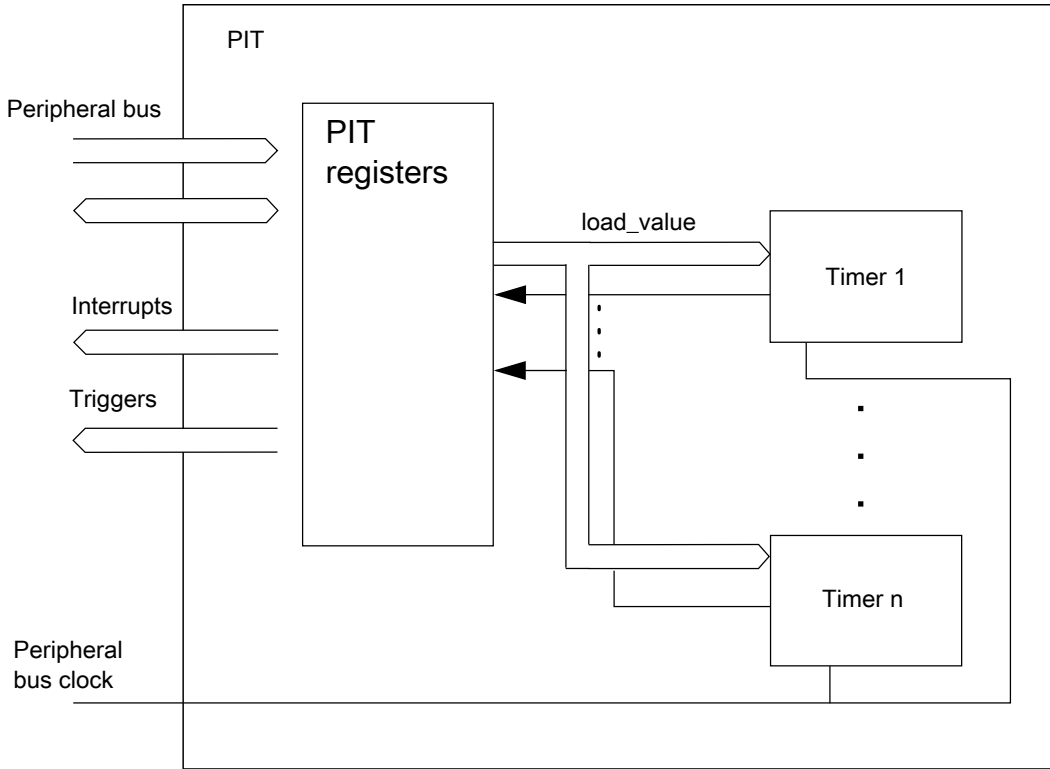 PIT
Peripheral bus
PIT
registers
load_value
Timer 1
Interrupts
Triggers
Timer n
Peripheral
bus clock